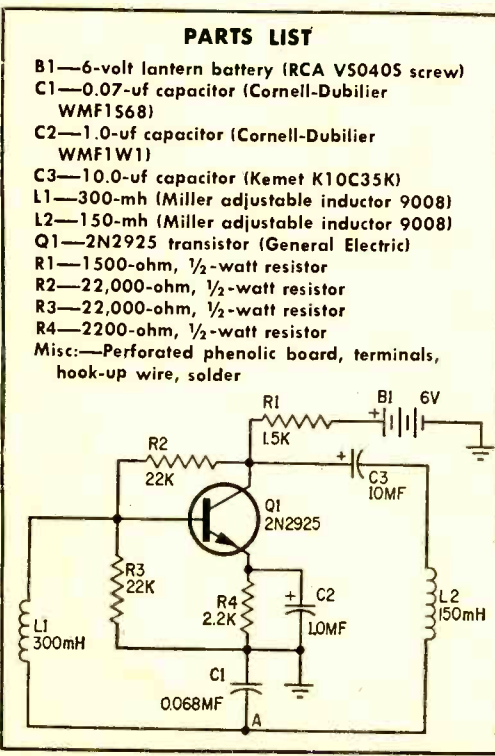 PARTS LIST
B1—6-volt lantern battery (RCA VS040S screw)
C1—0.07-uf capacitor (Cornell-Dubilier
WMF1S68)
C2—1.0-uf capacitor (Cornell-Dubilier
WMF1W1)
C3—10.0-uf capacitor (Kemet K10C35K)
L1—300-mh (Miller adjustable inductor 9008)
L2—150-mh (Miller adjustable inductor 9008)
Q1—2N2925 transistor (General Electric)
R1—1500-ohm, ½-watt resistor
R2—22,000-ohm, ½-watt resistor
R3—22,000-ohm, ½-watt resistor
R4—2200-ohm, ½-watt resistor
Misc:—Perforated phenolic board, terminals,
hook-up wire, solder
R1
1.5K
B1 6V
+
R2
22K
+
C3
10MF
Q1
2N2925
R3
22K
R4
2.2K
+
C2
1.0MF
L1
300mH
L2
150mH
C1
0.068MF
A